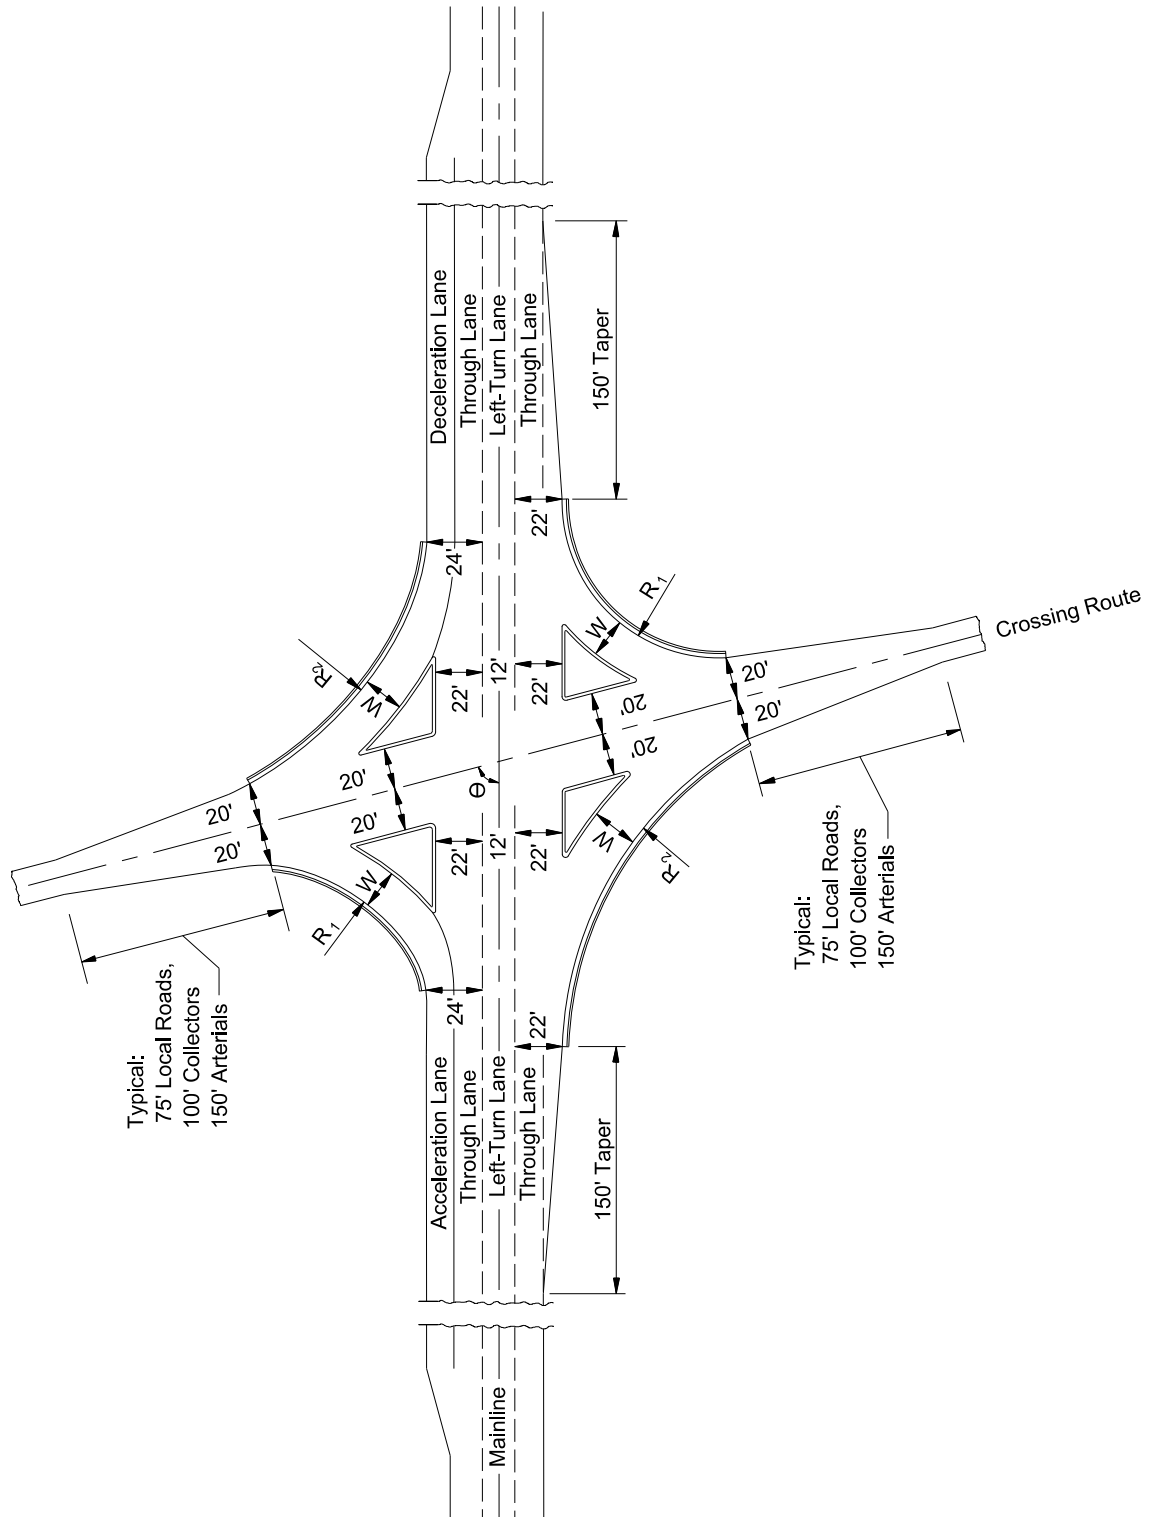 Deceleration Lane
Through Lane
Left-Turn Lane
Through Lane
150' Taper
22'
24'
R1
R2
W
W
22'
12'
22'
20'
20'
Crossing Route
20'
20'
20'
20'
20'
20'
Θ
22'
12'
22'
W
W
R1
R2
Typical:
75' Local Roads,
100' Collectors
150' Arterials
Typical:
75' Local Roads,
100' Collectors
150' Arterials
24'
22'
Acceleration Lane
Through Lane
Left-Turn Lane
Through Lane
150' Taper
Mainline